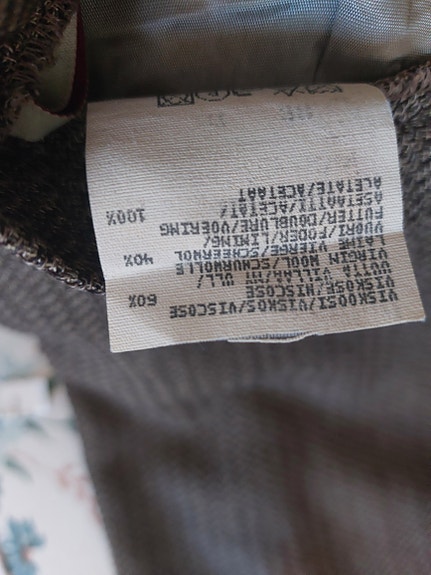 VISKOOSI/VISKOS/VISCOSE
VISKOSE/VISCOSE 60%
ULL/
UUTTA VILLAA/
VIRGIN WOOL/SCHURWOLLE
LAINE VIERGE/SCHEERWOL 40%
VUORI/FODER/LINING/
FUTTER/DOUBLURE/VOERING
ASETAATTI/ACETAT/
ACETATE/ACETAAT 100%